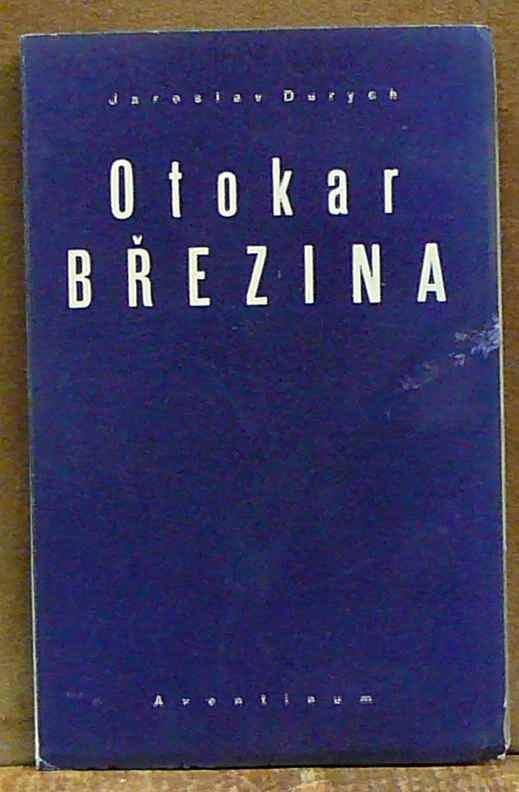 Jaroslav Durych
Otokar
BŘEZINA
Aventinum